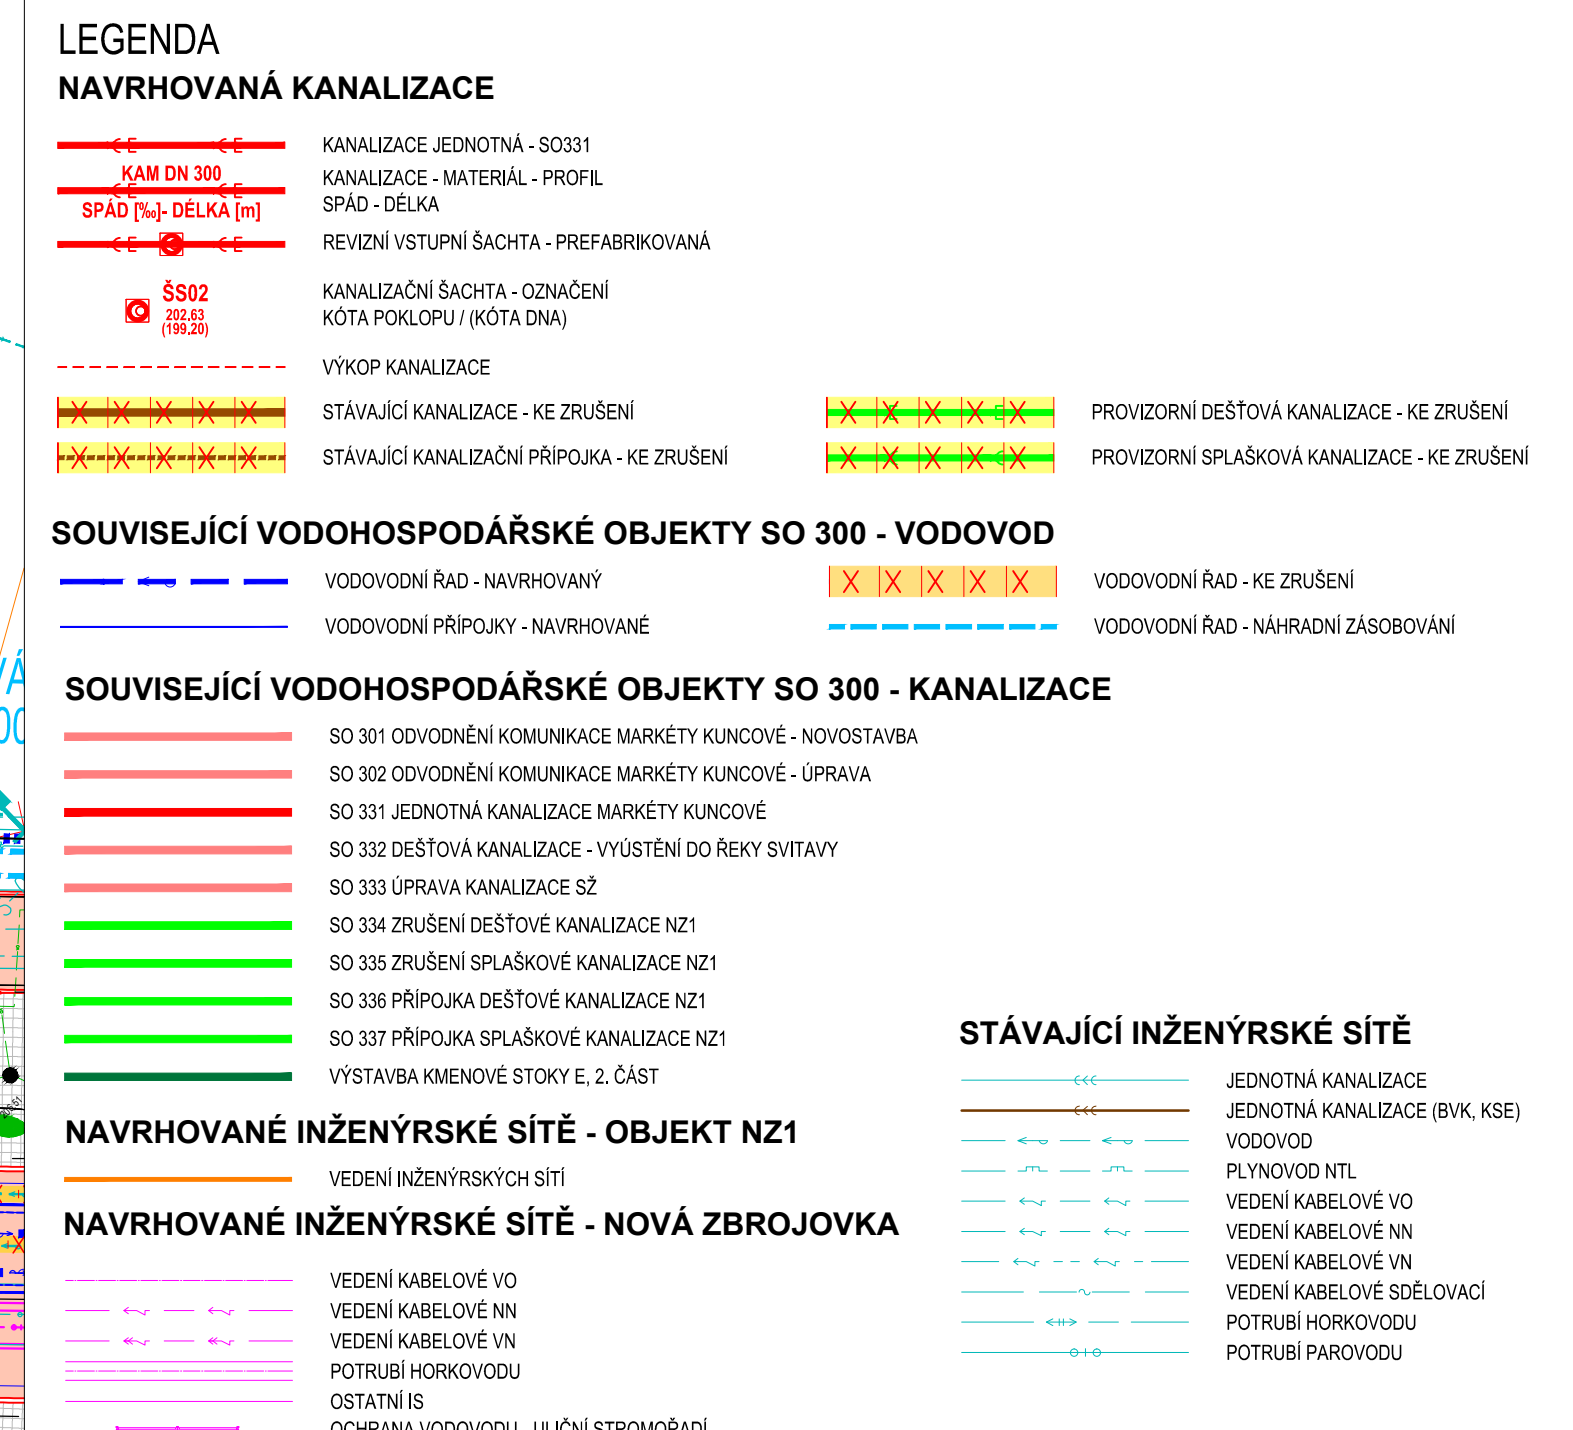 LEGENDA
NAVRHOVANÁ KANALIZACE
KANALIZACE JEDNOTNÁ - SO331
KAM DN 300
KANALIZACE - MATERIÁL - PROFIL
SPÁD [‰]- DÉLKA [m]
SPÁD - DÉLKA
REVIZNÍ VSTUPNÍ ŠACHTA - PREFABRIKOVANÁ
ŠS02
202,63
(199,20)
KANALIZAČNÍ ŠACHTA - OZNAČENÍ
KÓTA POKLOPU / (KÓTA DNA)
VÝKOP KANALIZACE
STÁVAJÍCÍ KANALIZACE - KE ZRUŠENÍ
PROVIZORNÍ DEŠŤOVÁ KANALIZACE - KE ZRUŠENÍ
STÁVAJÍCÍ KANALIZAČNÍ PŘÍPOJKA - KE ZRUŠENÍ
PROVIZORNÍ SPLAŠKOVÁ KANALIZACE - KE ZRUŠENÍ
SOUVISEJÍCÍ VODOHOSPODÁŘSKÉ OBJEKTY SO 300 - VODOVOD
VODOVODNÍ ŘAD - NAVRHOVANÝ
VODOVODNÍ ŘAD - KE ZRUŠENÍ
VODOVODNÍ PŘÍPOJKY - NAVRHOVANÉ
VODOVODNÍ ŘAD - NÁHRADNÍ ZÁSOBOVÁNÍ
SOUVISEJÍCÍ VODOHOSPODÁŘSKÉ OBJEKTY SO 300 - KANALIZACE
SO 301 ODVODNĚNÍ KOMUNIKACE MARKÉTY KUNCOVÉ - NOVOSTAVBA
SO 302 ODVODNĚNÍ KOMUNIKACE MARKÉTY KUNCOVÉ - ÚPRAVA
SO 331 JEDNOTNÁ KANALIZACE MARKÉTY KUNCOVÉ
SO 332 DEŠŤOVÁ KANALIZACE - VYÚSTĚNÍ DO ŘEKY SVITAVY
SO 333 ÚPRAVA KANALIZACE SŽ
SO 334 ZRUŠENÍ DEŠŤOVÉ KANALIZACE NZ1
SO 335 ZRUŠENÍ SPLAŠKOVÉ KANALIZACE NZ1
SO 336 PŘÍPOJKA DEŠŤOVÉ KANALIZACE NZ1
SO 337 PŘÍPOJKA SPLAŠKOVÉ KANALIZACE NZ1
VÝSTAVBA KMENOVÉ STOKY E, 2. ČÁST
NAVRHOVANÉ INŽENÝRSKÉ SÍTĚ - OBJEKT NZ1
VEDENÍ INŽENÝRSKÝCH SÍTÍ
NAVRHOVANÉ INŽENÝRSKÉ SÍTĚ - NOVÁ ZBROJOVKA
VEDENÍ KABELOVÉ VO
VEDENÍ KABELOVÉ NN
VEDENÍ KABELOVÉ VN
POTRUBÍ HORKOVODU
OSTATNÍ IS
OCHRANA VODOVODU - ULIČNÍ STROMOŘADÍ
STÁVAJÍCÍ INŽENÝRSKÉ SÍTĚ
JEDNOTNÁ KANALIZACE
JEDNOTNÁ KANALIZACE (BVK, KSE)
VODOVOD
PLYNOVOD NTL
VEDENÍ KABELOVÉ VO
VEDENÍ KABELOVÉ NN
VEDENÍ KABELOVÉ VN
VEDENÍ KABELOVÉ SDĚLOVACÍ
POTRUBÍ HORKOVODU
POTRUBÍ PAROVODU